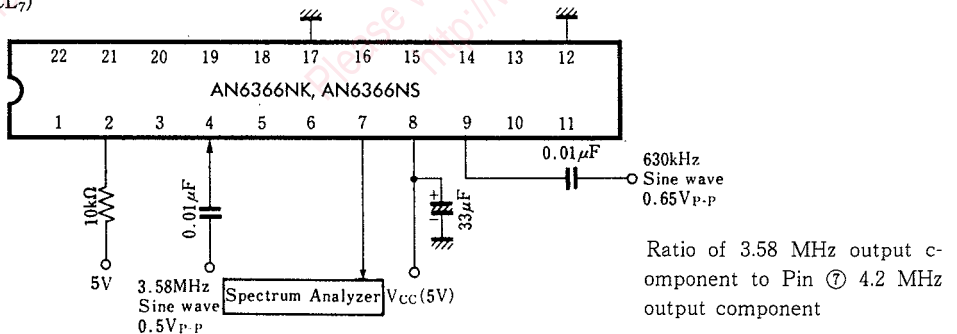 CL₇)
22 21 20 19 18 17 16 15 14 13 12
AN6366NK, AN6366NS
1 2 3 4 5 6 7 8 9 10 11
10kΩ
5V
0.01μF
3.58MHz
Sine wave
0.5VP-P
Spectrum Analyzer
VCC(5V)
+
−
33μF
0.01μF
630kHz
Sine wave
0.65VP-P
Ratio of 3.58 MHz output c-
omponent to Pin ⑦ 4.2 MHz
output component
Please
http://